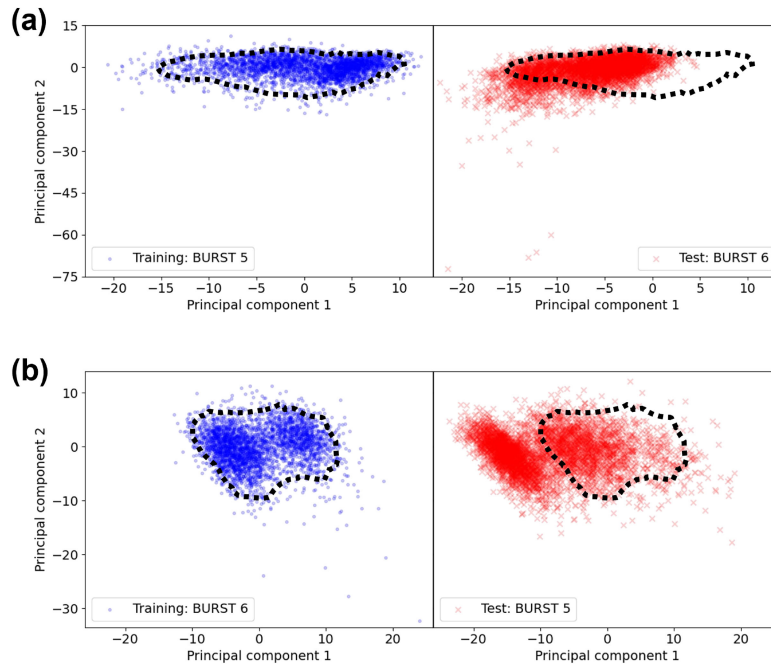 (a)
15
0
−15
−30
−45
−60
−75
Principal component 2
Training: BURST 5
Test: BURST 6
−20 −15 −10 −5 0 5 10
−20 −15 −10 −5 0 5 10
Principal component 1
Principal component 1
(b)
10
0
−10
−20
−30
Principal component 2
Training: BURST 6
Test: BURST 5
−20 −10 0 10 20
−20 −10 0 10 20
Principal component 1
Principal component 1